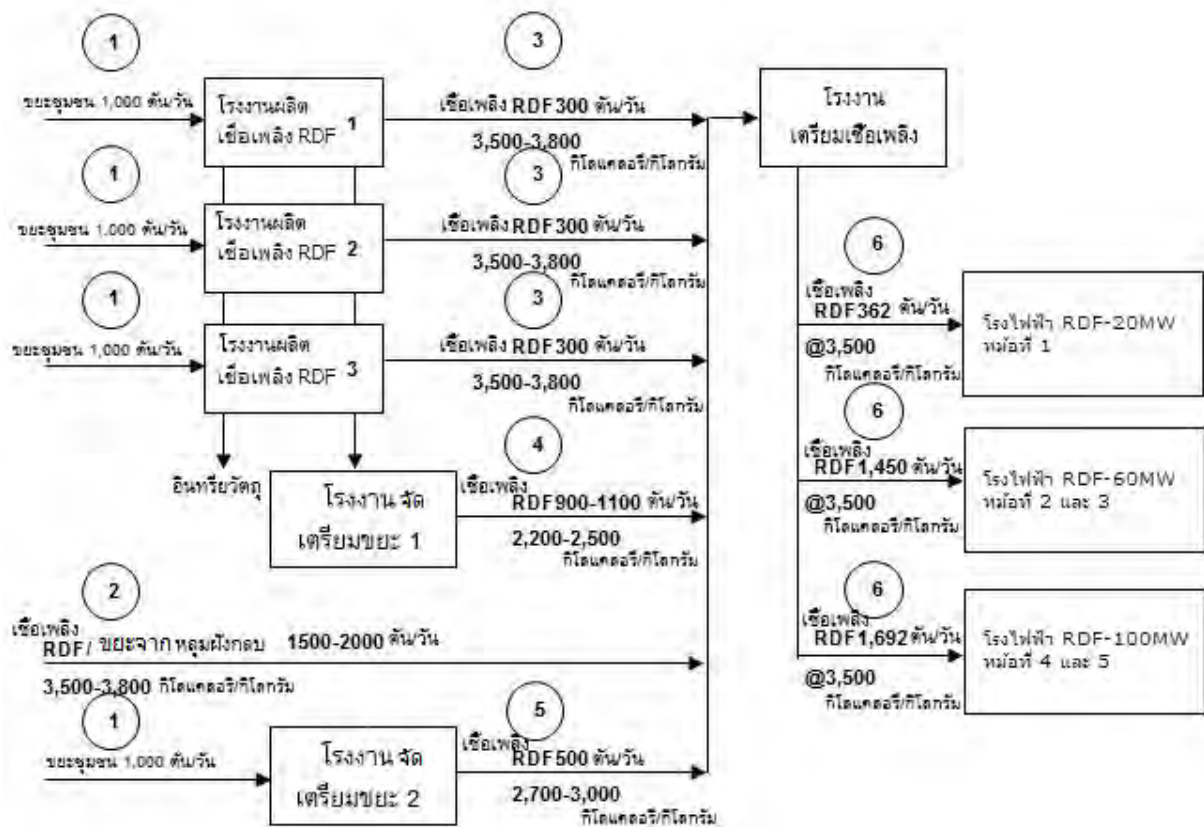 1
ขยะชุมชน 1,000 ตัน/วัน
โรงงานผลิต
เชื้อเพลิง RDF 1
3
เชื้อเพลิง RDF300 ตัน/วัน
3,500-3,800
กิโลแคลอรี/กิโลกรัม
โรงงาน
เตรียมเชื้อเพลิง
1
ขยะชุมชน 1,000 ตัน/วัน
โรงงานผลิต
เชื้อเพลิง RDF 2
3
เชื้อเพลิง RDF300 ตัน/วัน
3,500-3,800
กิโลแคลอรี/กิโลกรัม
1
ขยะชุมชน 1,000 ตัน/วัน
โรงงานผลิต
เชื้อเพลิง RDF 3
3
เชื้อเพลิง RDF300 ตัน/วัน
3,500-3,800
กิโลแคลอรี/กิโลกรัม
อินทรียวัตถุ
โรงงาน จัด
เตรียมขยะ 1
4
เชื้อเพลิง
RDF900-1100 ตัน/วัน
2,200-2,500
กิโลแคลอรี/กิโลกรัม
2
เชื้อเพลิง
RDF/ ขยะจาก หลุมฝังกลบ 1500-2000 ตัน/วัน
3,500-3,800 กิโลแคลอรี/กิโลกรัม
1
ขยะชุมชน 1,000 ตัน/วัน
โรงงาน จัด
เตรียมขยะ 2
5
เชื้อเพลิง
RDF500 ตัน/วัน
2,700-3,000
กิโลแคลอรี/กิโลกรัม
6
เชื้อเพลิง
RDF362 ตัน/วัน
@3,500
กิโลแคลอรี/กิโลกรัม
โรงไฟฟ้า RDF-20MW
หม้อที่ 1
6
เชื้อเพลิง
RDF1,450 ตัน/วัน
@3,500
กิโลแคลอรี/กิโลกรัม
โรงไฟฟ้า RDF-60MW
หม้อที่ 2 และ 3
6
เชื้อเพลิง
RDF1,692 ตัน/วัน
@3,500
กิโลแคลอรี/กิโลกรัม
โรงไฟฟ้า RDF-100MW
หม้อที่ 4 และ 5